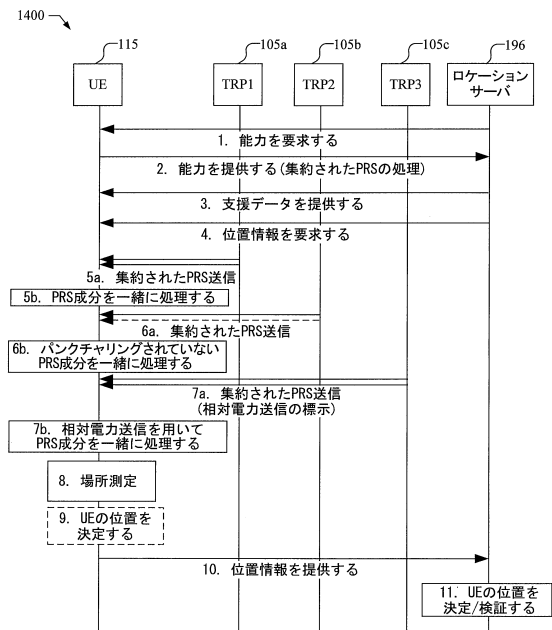 1400
115
105a
105b
105c
196
UE
TRP1
TRP2
TRP3
ロケーション
サーバ
1. 能力を要求する
2. 能力を提供する(集約されたPRSの処理)
3. 支援データを提供する
4. 位置情報を要求する
5a. 集約されたPRS送信
5b. PRS成分を一緒に処理する
6a. 集約されたPRS送信
6b. パンクチャリングされていない
PRS成分を一緒に処理する
7a. 集約されたPRS送信
(相対電力送信の標示)
7b. 相対電力送信を用いて
PRS成分を一緒に処理する
8. 場所測定
9. UEの位置を
決定する
10. 位置情報を提供する
11. UEの位置を
決定/検証する